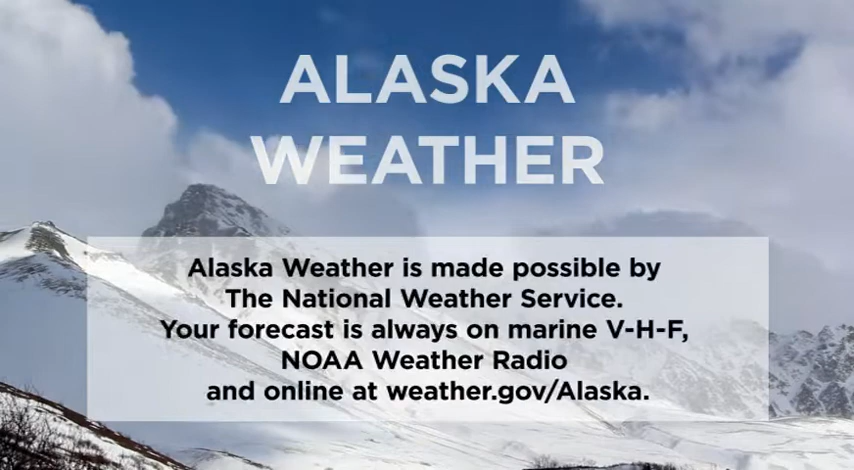 ALASKA
WEATHER
Alaska Weather is made possible by
The National Weather Service.
Your forecast is always on marine V-H-F,
NOAA Weather Radio
and online at weather.gov/Alaska.